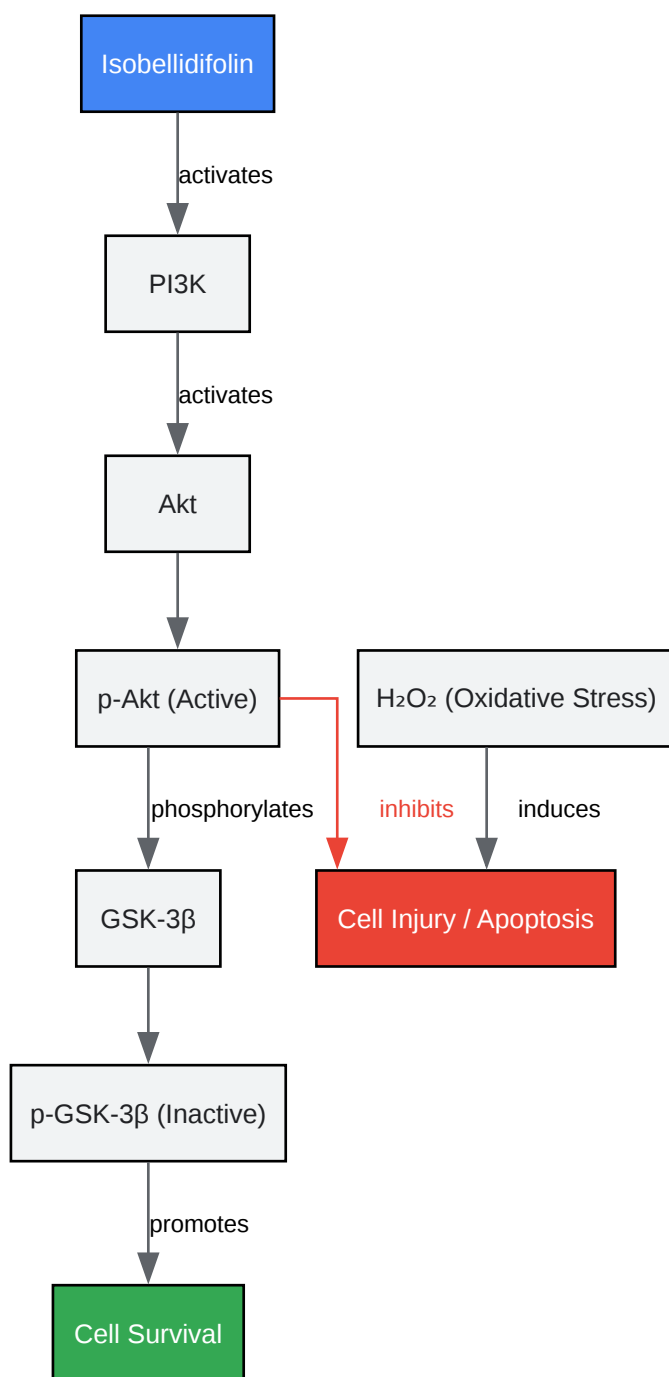 Isobellidifolin
activates
PI3K
activates
Akt
p-Akt (Active)
H₂O₂ (Oxidative Stress)
phosphorylates
inhibits
induces
GSK-3β
Cell Injury / Apoptosis
p-GSK-3β (Inactive)
promotes
Cell Survival